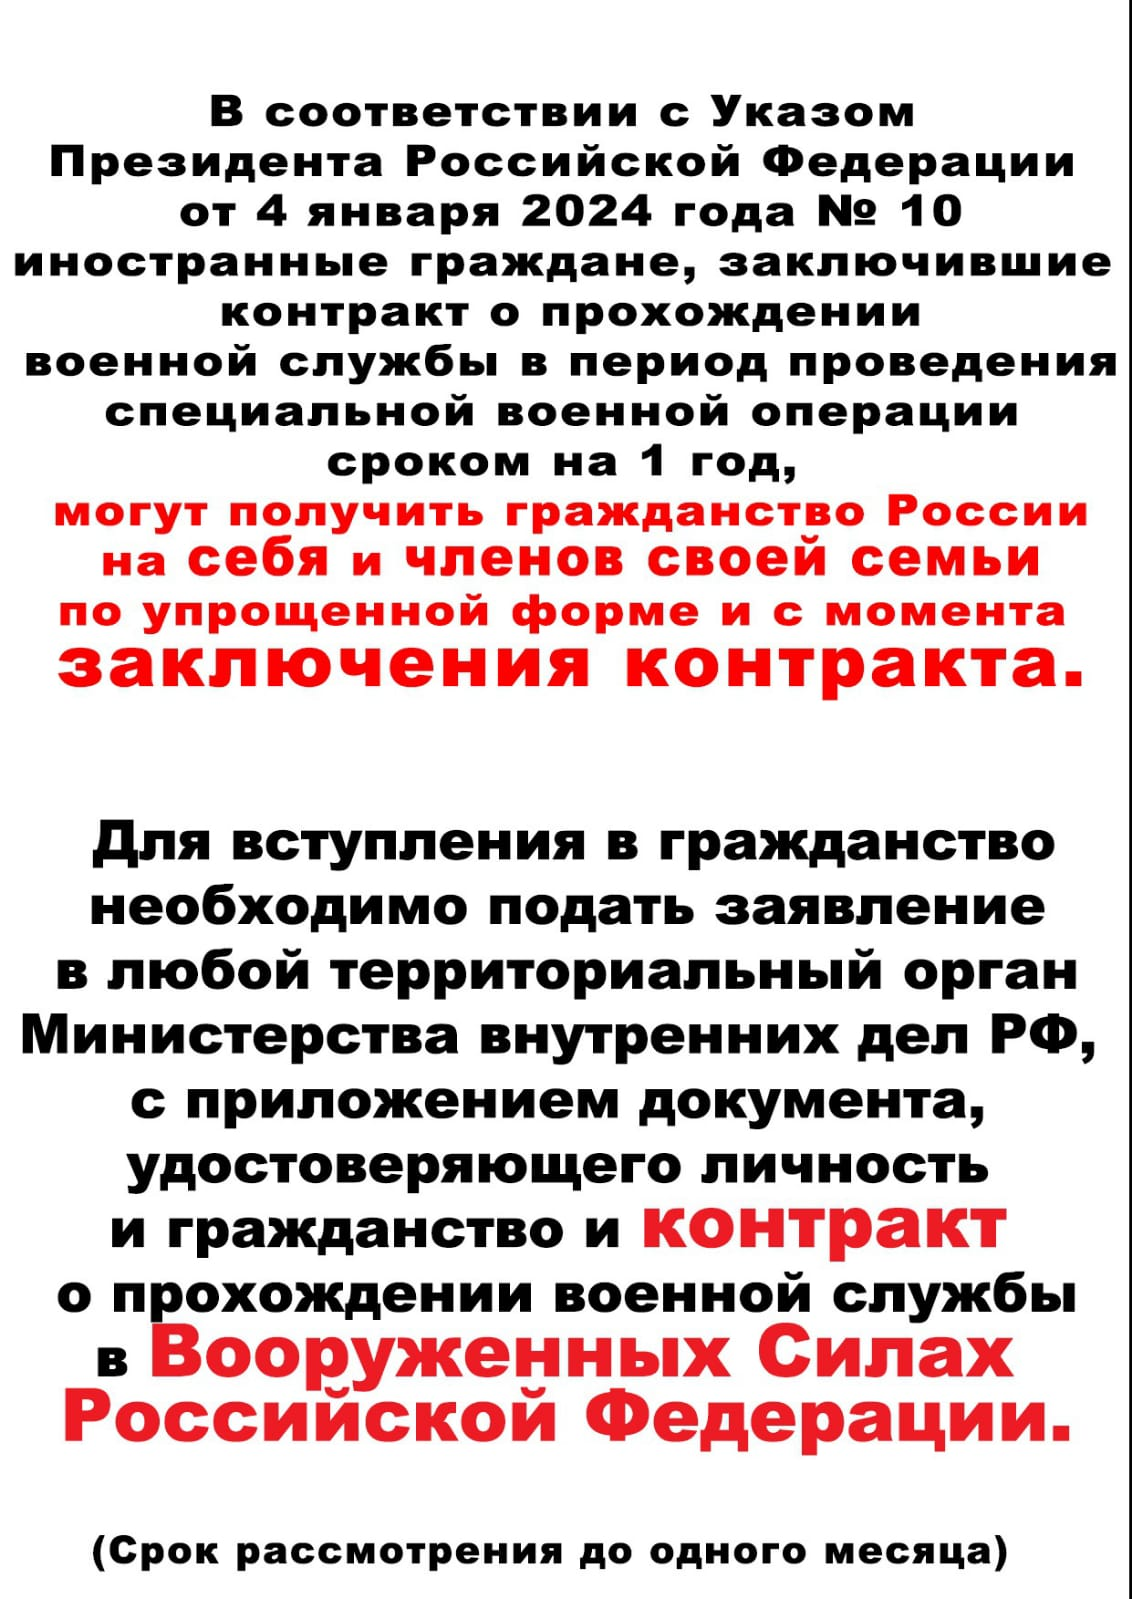 В соответствии с Указом
Президента Российской Федерации
от 4 января 2024 года № 10
иностранные граждане, заключившие
контракт о прохождении
военной службы в период проведения
специальной военной операции
сроком на 1 год,
могут получить гражданство России
на себя и членов своей семьи
по упрощенной форме и с момента
заключения контракта.
Для вступления в гражданство
необходимо подать заявление
в любой территориальный орган
Министерства внутренних дел РФ,
с приложением документа,
удостоверяющего личность
и гражданство и контракт
о прохождении военной службы
в Вооруженных Силах
Российской Федерации.
(Срок рассмотрения до одного месяца)